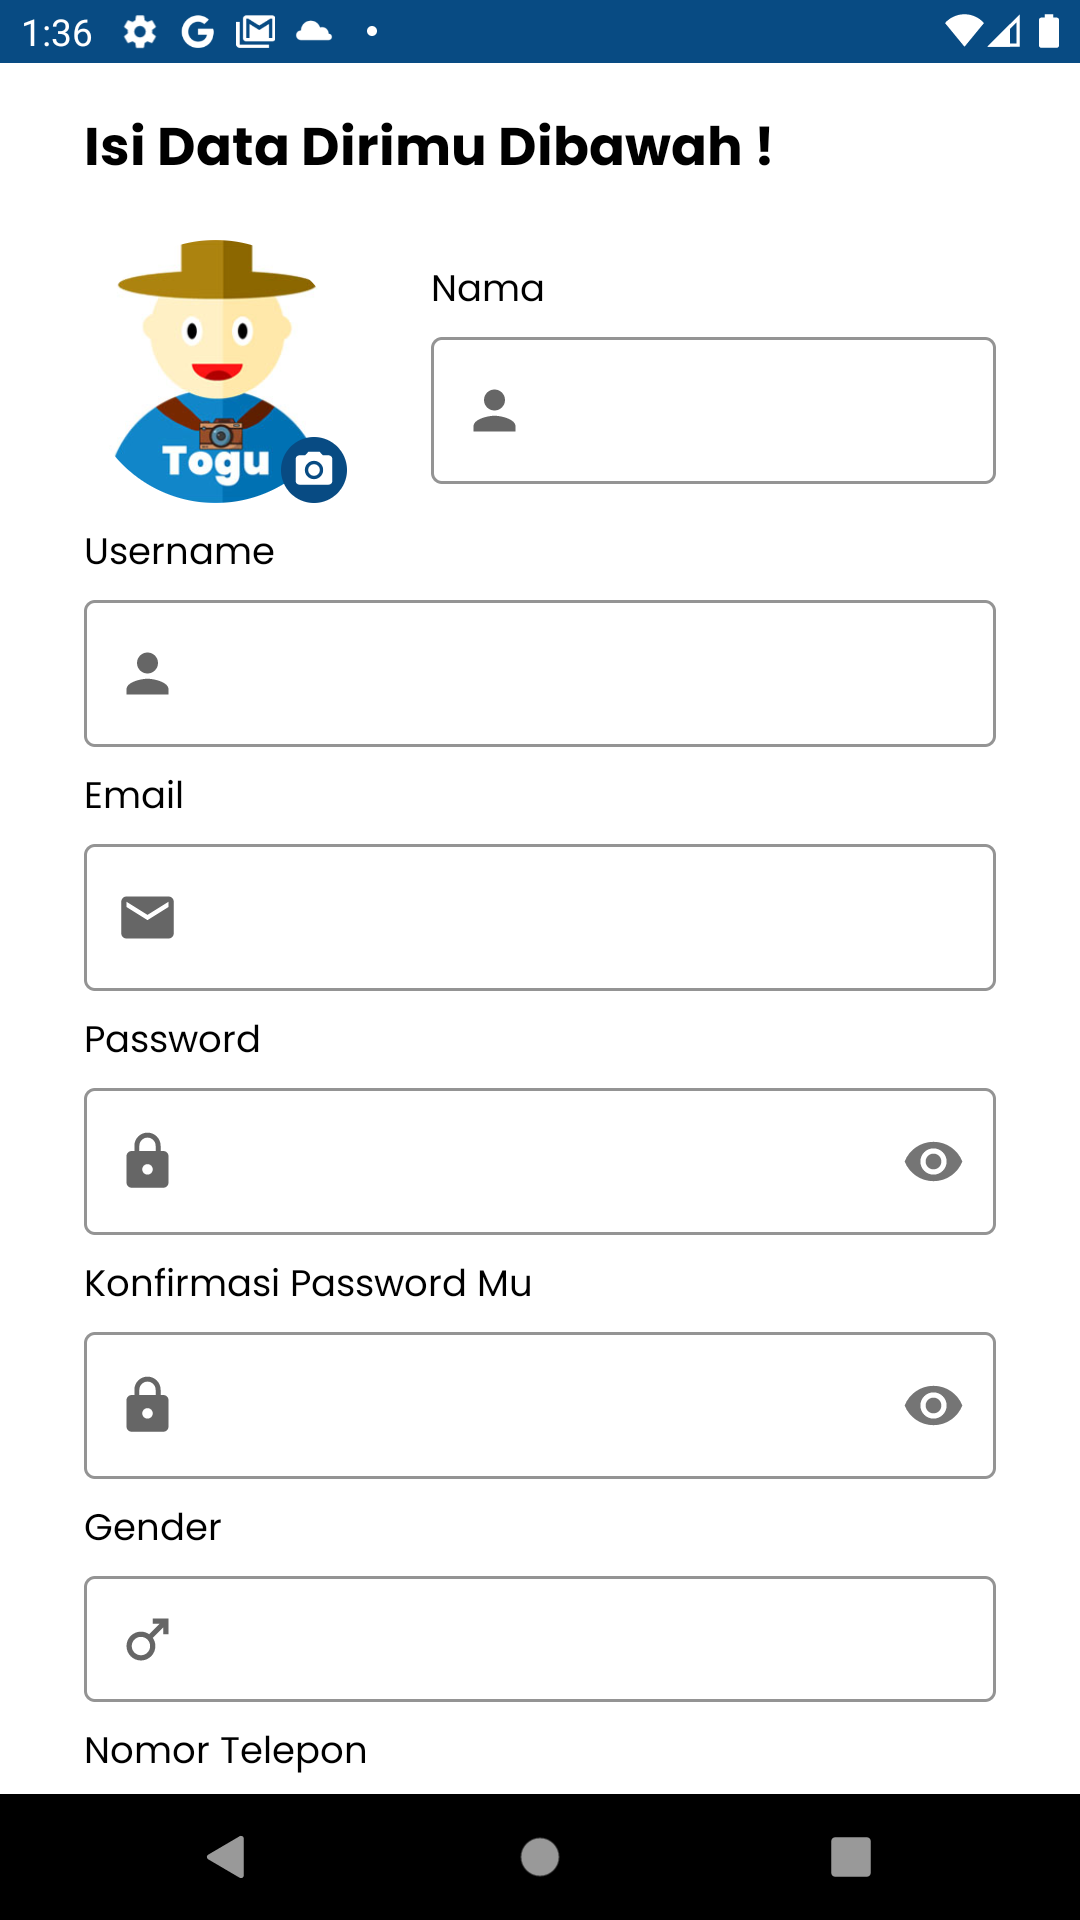 1:36
Isi Data Dirimu Dibawah !
Togu
Nama
Username
Email
Password
Konfirmasi Password Mu
Gender
Nomor Telepon